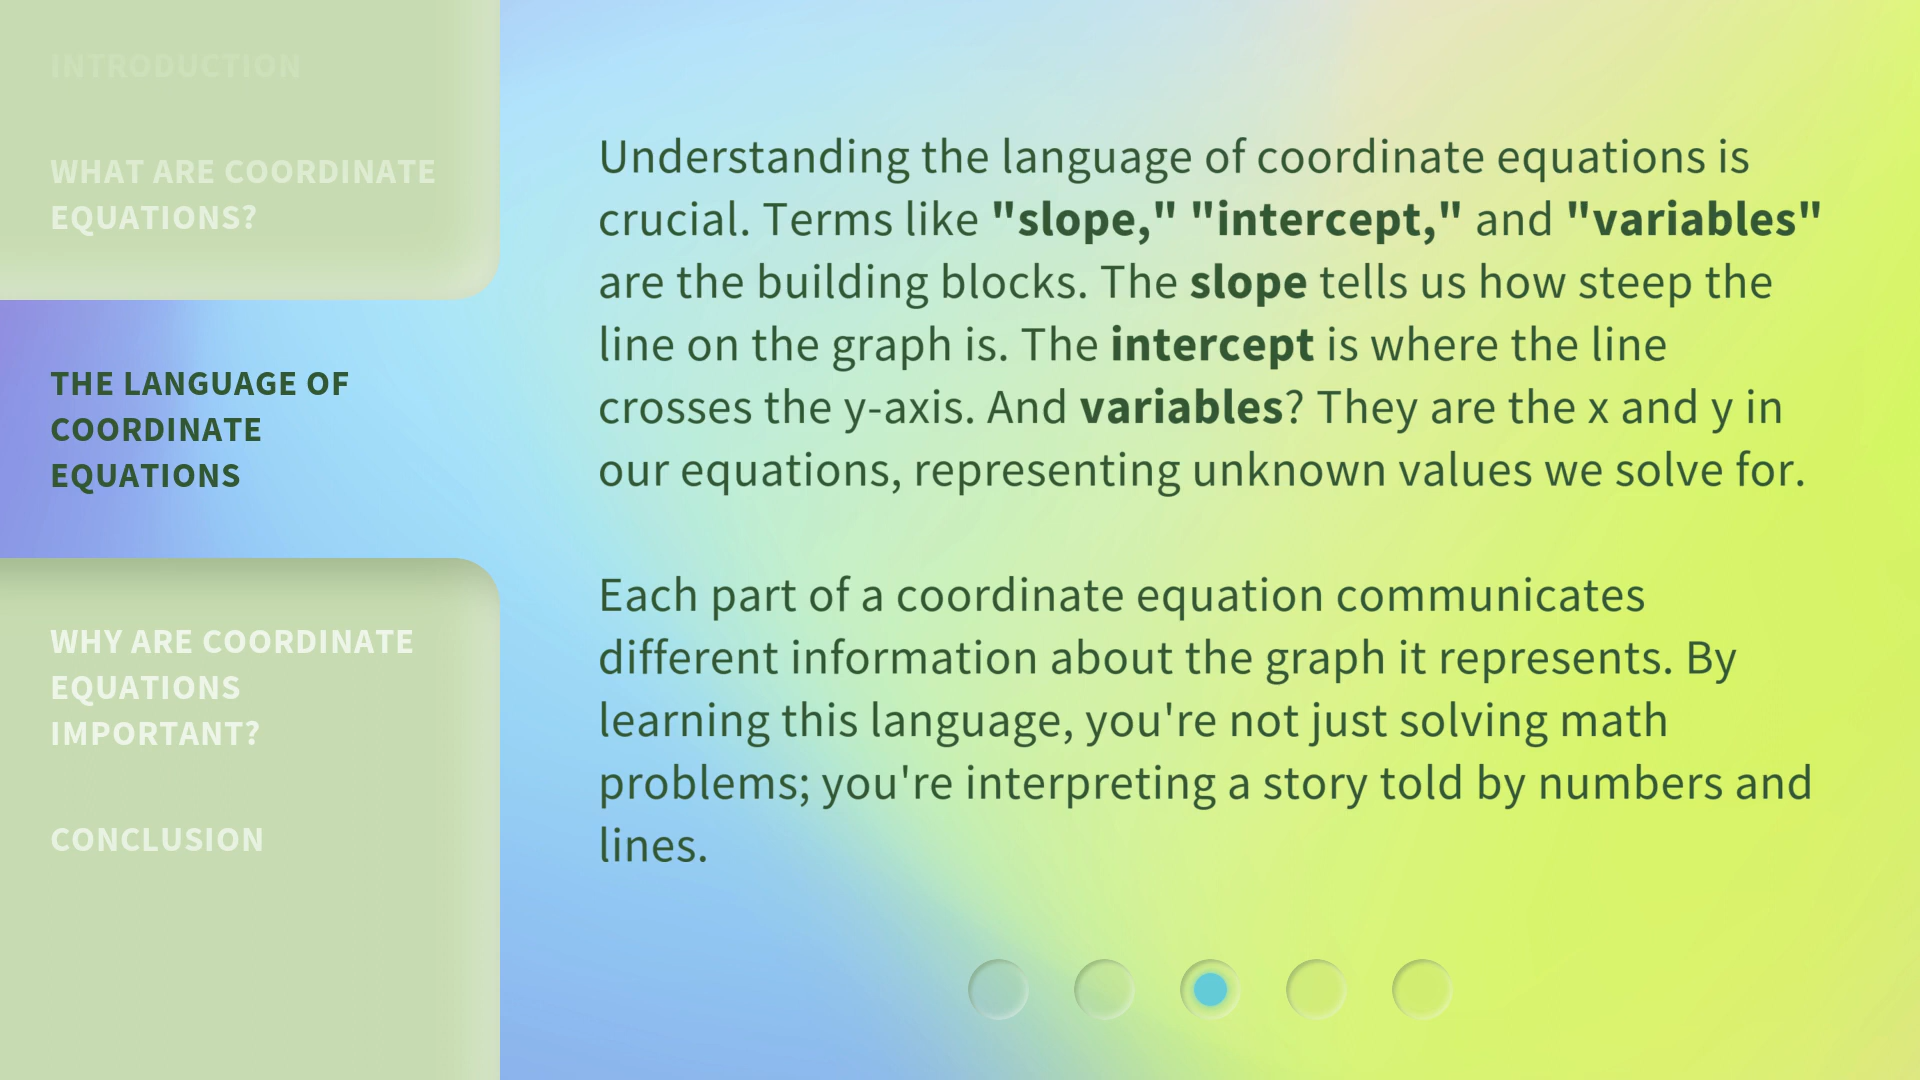 INTRODUCTION
WHAT ARE COORDINATE
EQUATIONS?
THE LANGUAGE OF
COORDINATE
EQUATIONS
WHY ARE COORDINATE
EQUATIONS
IMPORTANT?
CONCLUSION
Understanding the language of coordinate equations is
crucial. Terms like "slope," "intercept," and "variables"
are the building blocks. The slope tells us how steep the
line on the graph is. The intercept is where the line
crosses the y-axis. And variables? They are the x and y in
our equations, representing unknown values we solve for.
Each part of a coordinate equation communicates
different information about the graph it represents. By
learning this language, you're not just solving math
problems; you're interpreting a story told by numbers and
lines.